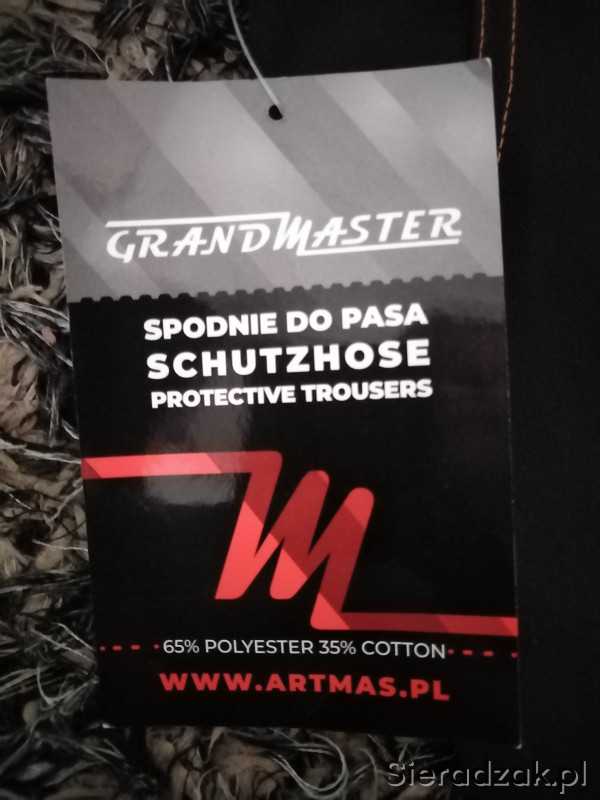 GRANDMASTER
SPODNIE DO PASA
SCHUTZHOSE
PROTECTIVE TROUSERS
65% POLYESTER 35% COTTON
WWW.ARTMAS.PL
Sieradzak.pl